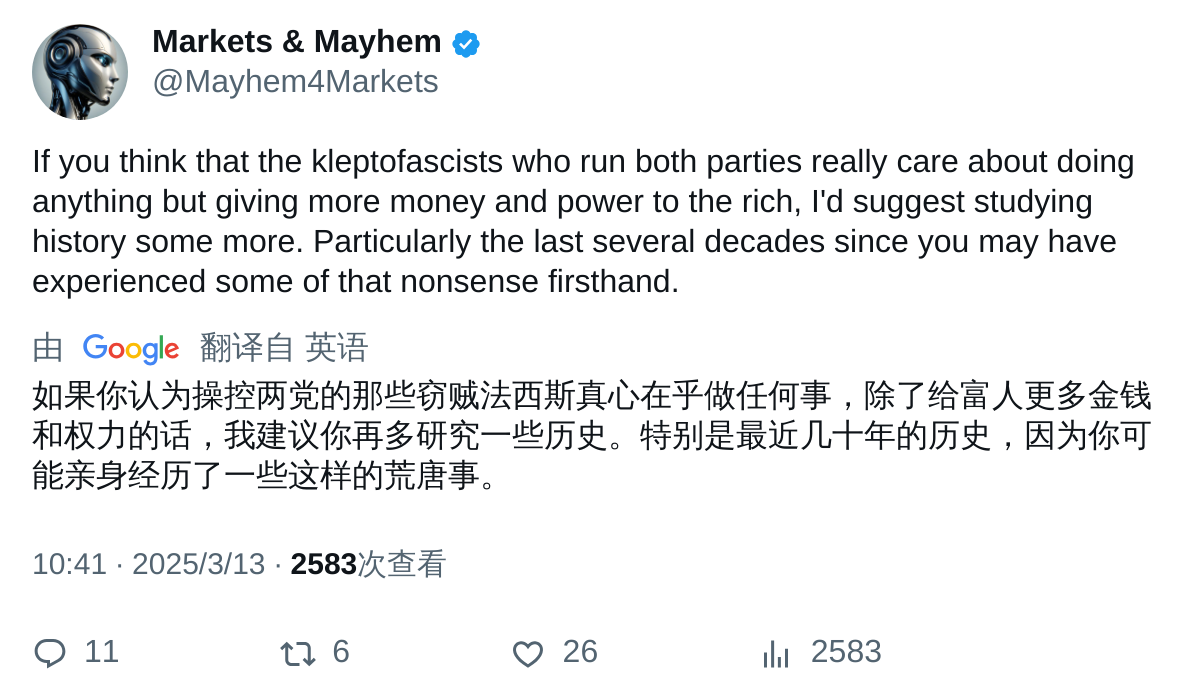 Markets & Mayhem
@Mayhem4Markets
If you think that the kleptofascists who run both parties really care about doing
anything but giving more money and power to the rich, I'd suggest studying
history some more. Particularly the last several decades since you may have
experienced some of that nonsense firsthand.
由 Google 翻译自 英语
如果你认为操控两党的那些窃贼法西斯真心在乎做任何事，除了给富人更多金钱
和权力的话，我建议你再多研究一些历史。特别是最近几十年的历史，因为你可
能亲身经历了一些这样的荒唐事。
10:41 · 2025/3/13 · 2583次查看
11 6 26 2583